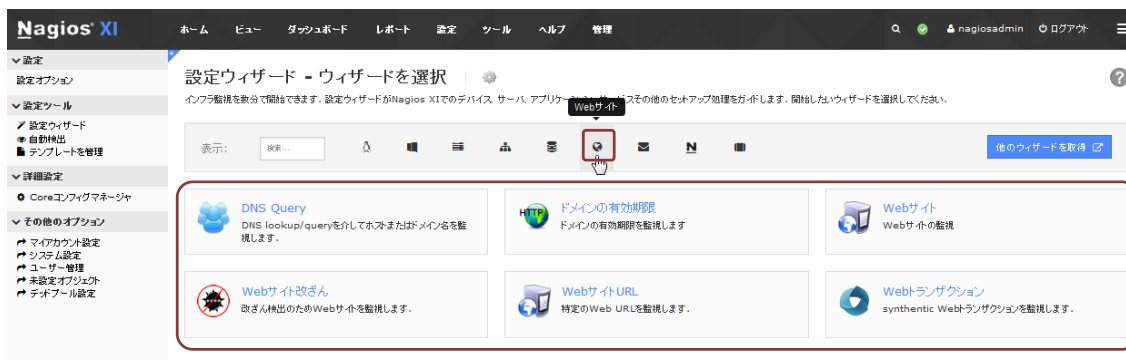 Nagios® XI ホーム ビュー ダッシュボード レポート 設定 ツール ヘルプ 管理 nagiosadmin ログアウト
設定
設定オプション
設定ツール
設定ウィザード
自動検出
テンプレートを管理
詳細設定
Coreコンフィグマネージャ
その他のオプション
マイアカウント設定
システム設定
ユーザー管理
未設定オブジェクト
デッドプール設定
設定ウィザード - ウィザードを選択
インフラ監視を数分で開始できます. 設定ウィザードがNagios XIでのデバイス, サーバ, アプリケーション, サービスその他のセットアップ処理をガイドします. 開始したいウィザードを選択してください.
Webサイト
表示: 検索... N 他のウィザードを取得
DNS Query
DNS lookup/queryを介してホストまたはドメイン名を監
視します.
HTTP
ドメインの有効期限
ドメインの有効期限を監視します
Webサイト
Webサイトの監視
Webサイト改ざん
改ざん検出のためWebサイトを監視します.
WebサイトURL
特定のWeb URLを監視します.
Webトランザクション
synthentic Webトランザクションを監視します.